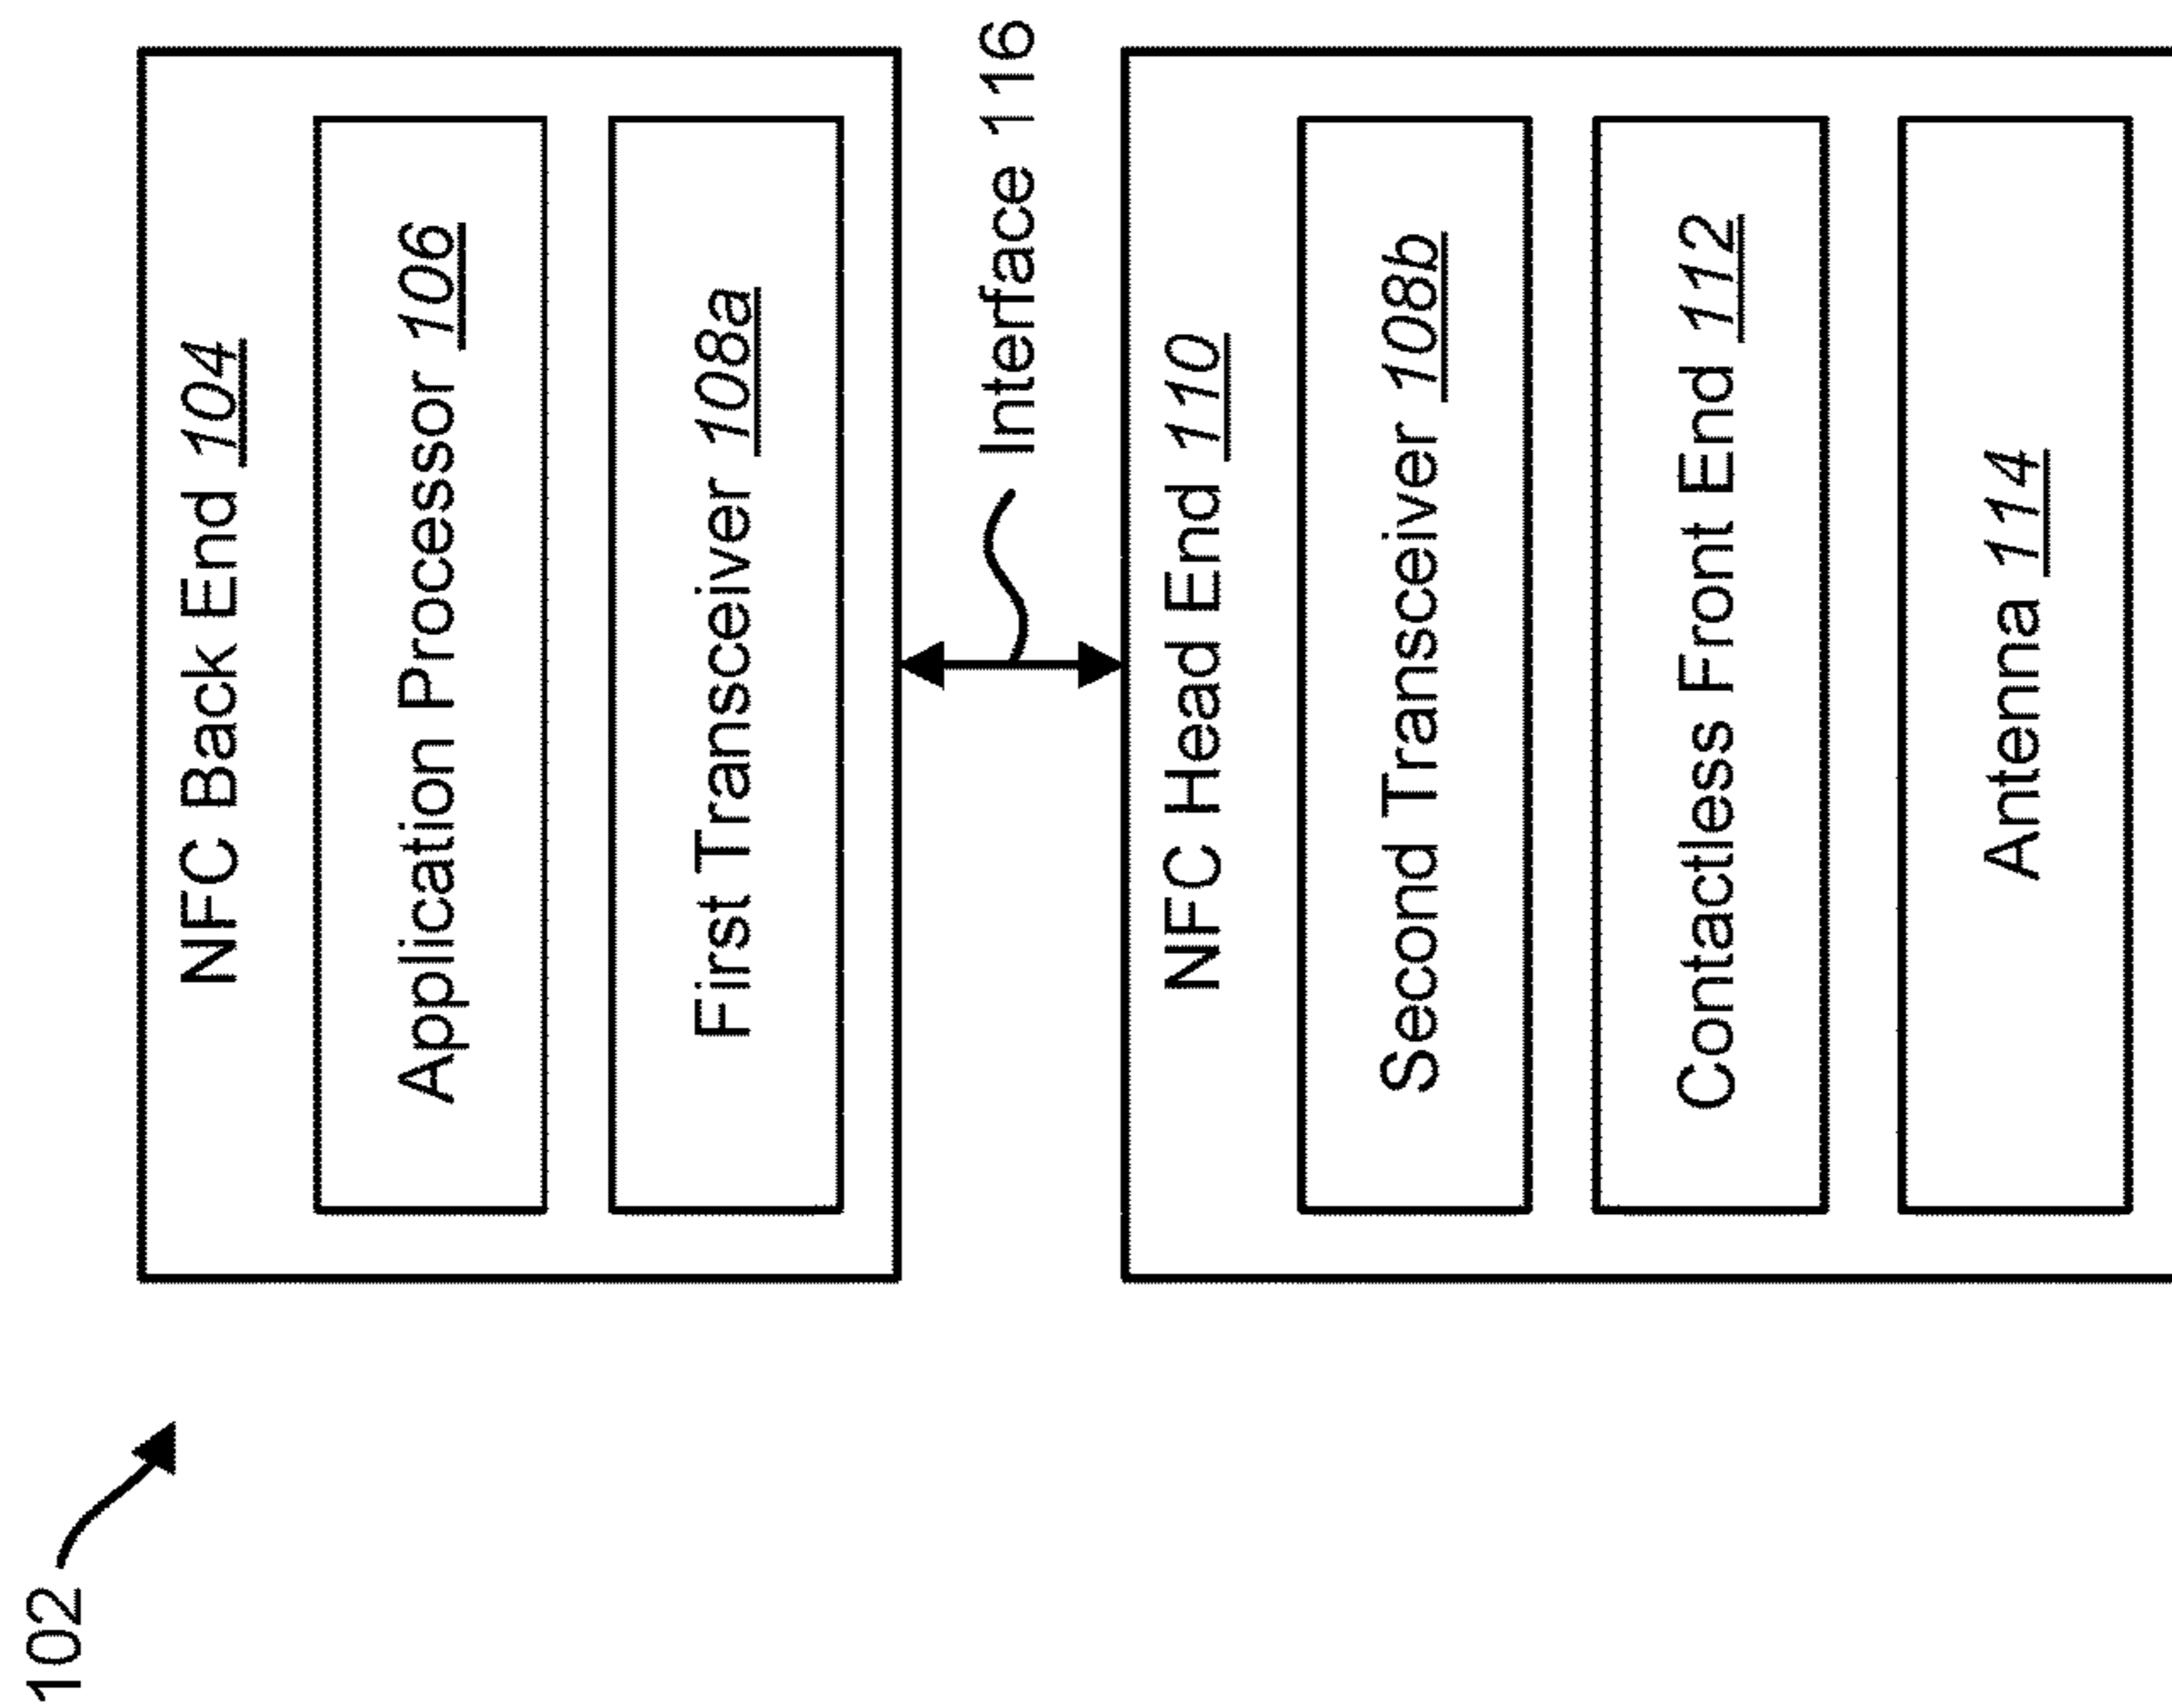 102
NFC Back End 104
Application Processor 106
First Transceiver 108a
Interface 116
NFC Head End 110
Second Transceiver 108b
Contactless Front End 112
Antenna 114